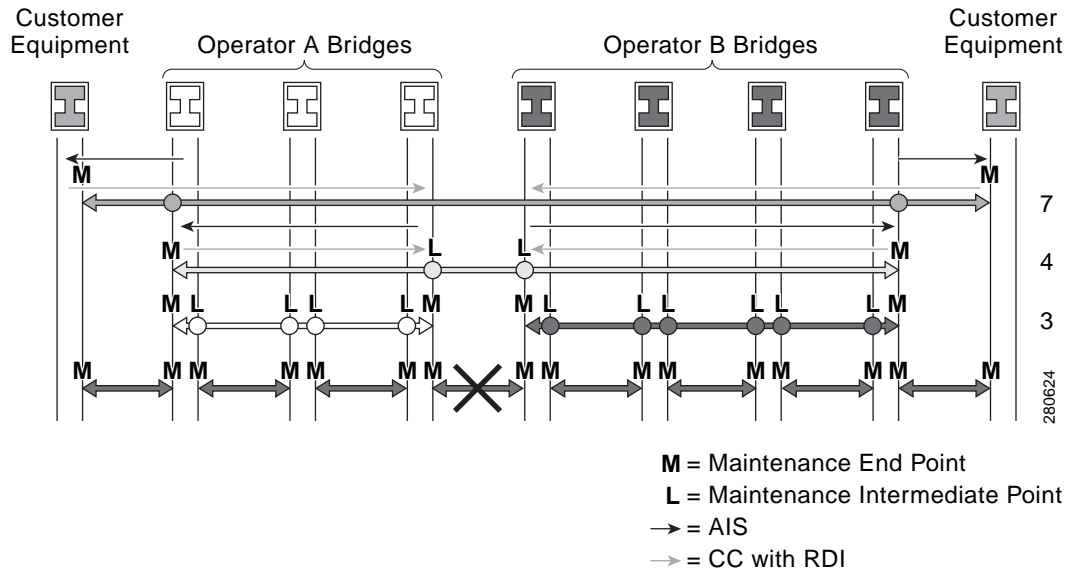 Customer Equipment
Operator A Bridges
Operator B Bridges
Customer Equipment
M M
7
M L L M
4
M L L L L M M L L L L L L M
3
M M M M M M M M M M M M M M M M M M
280624
M = Maintenance End Point
L = Maintenance Intermediate Point
= AIS
= CC with RDI